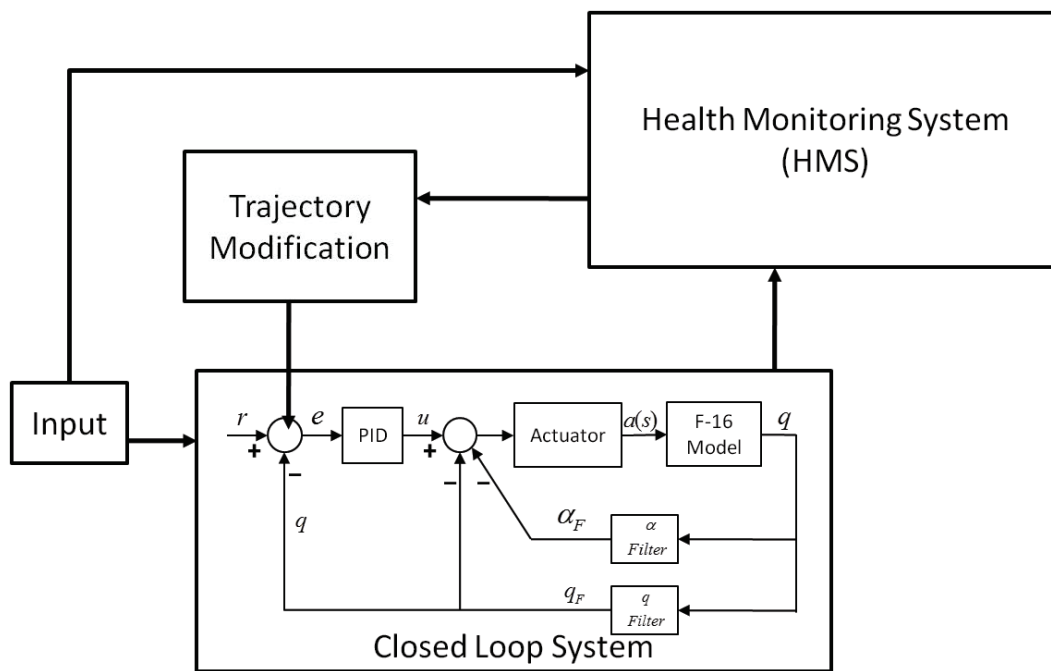 Health Monitoring System
(HMS)
Trajectory
Modification
Input
r
+
−
e
PID
u
+
−
−
Actuator
a(s)
F-16
Model
q
q
α_F
α
Filter
q_F
q
Filter
Closed Loop System